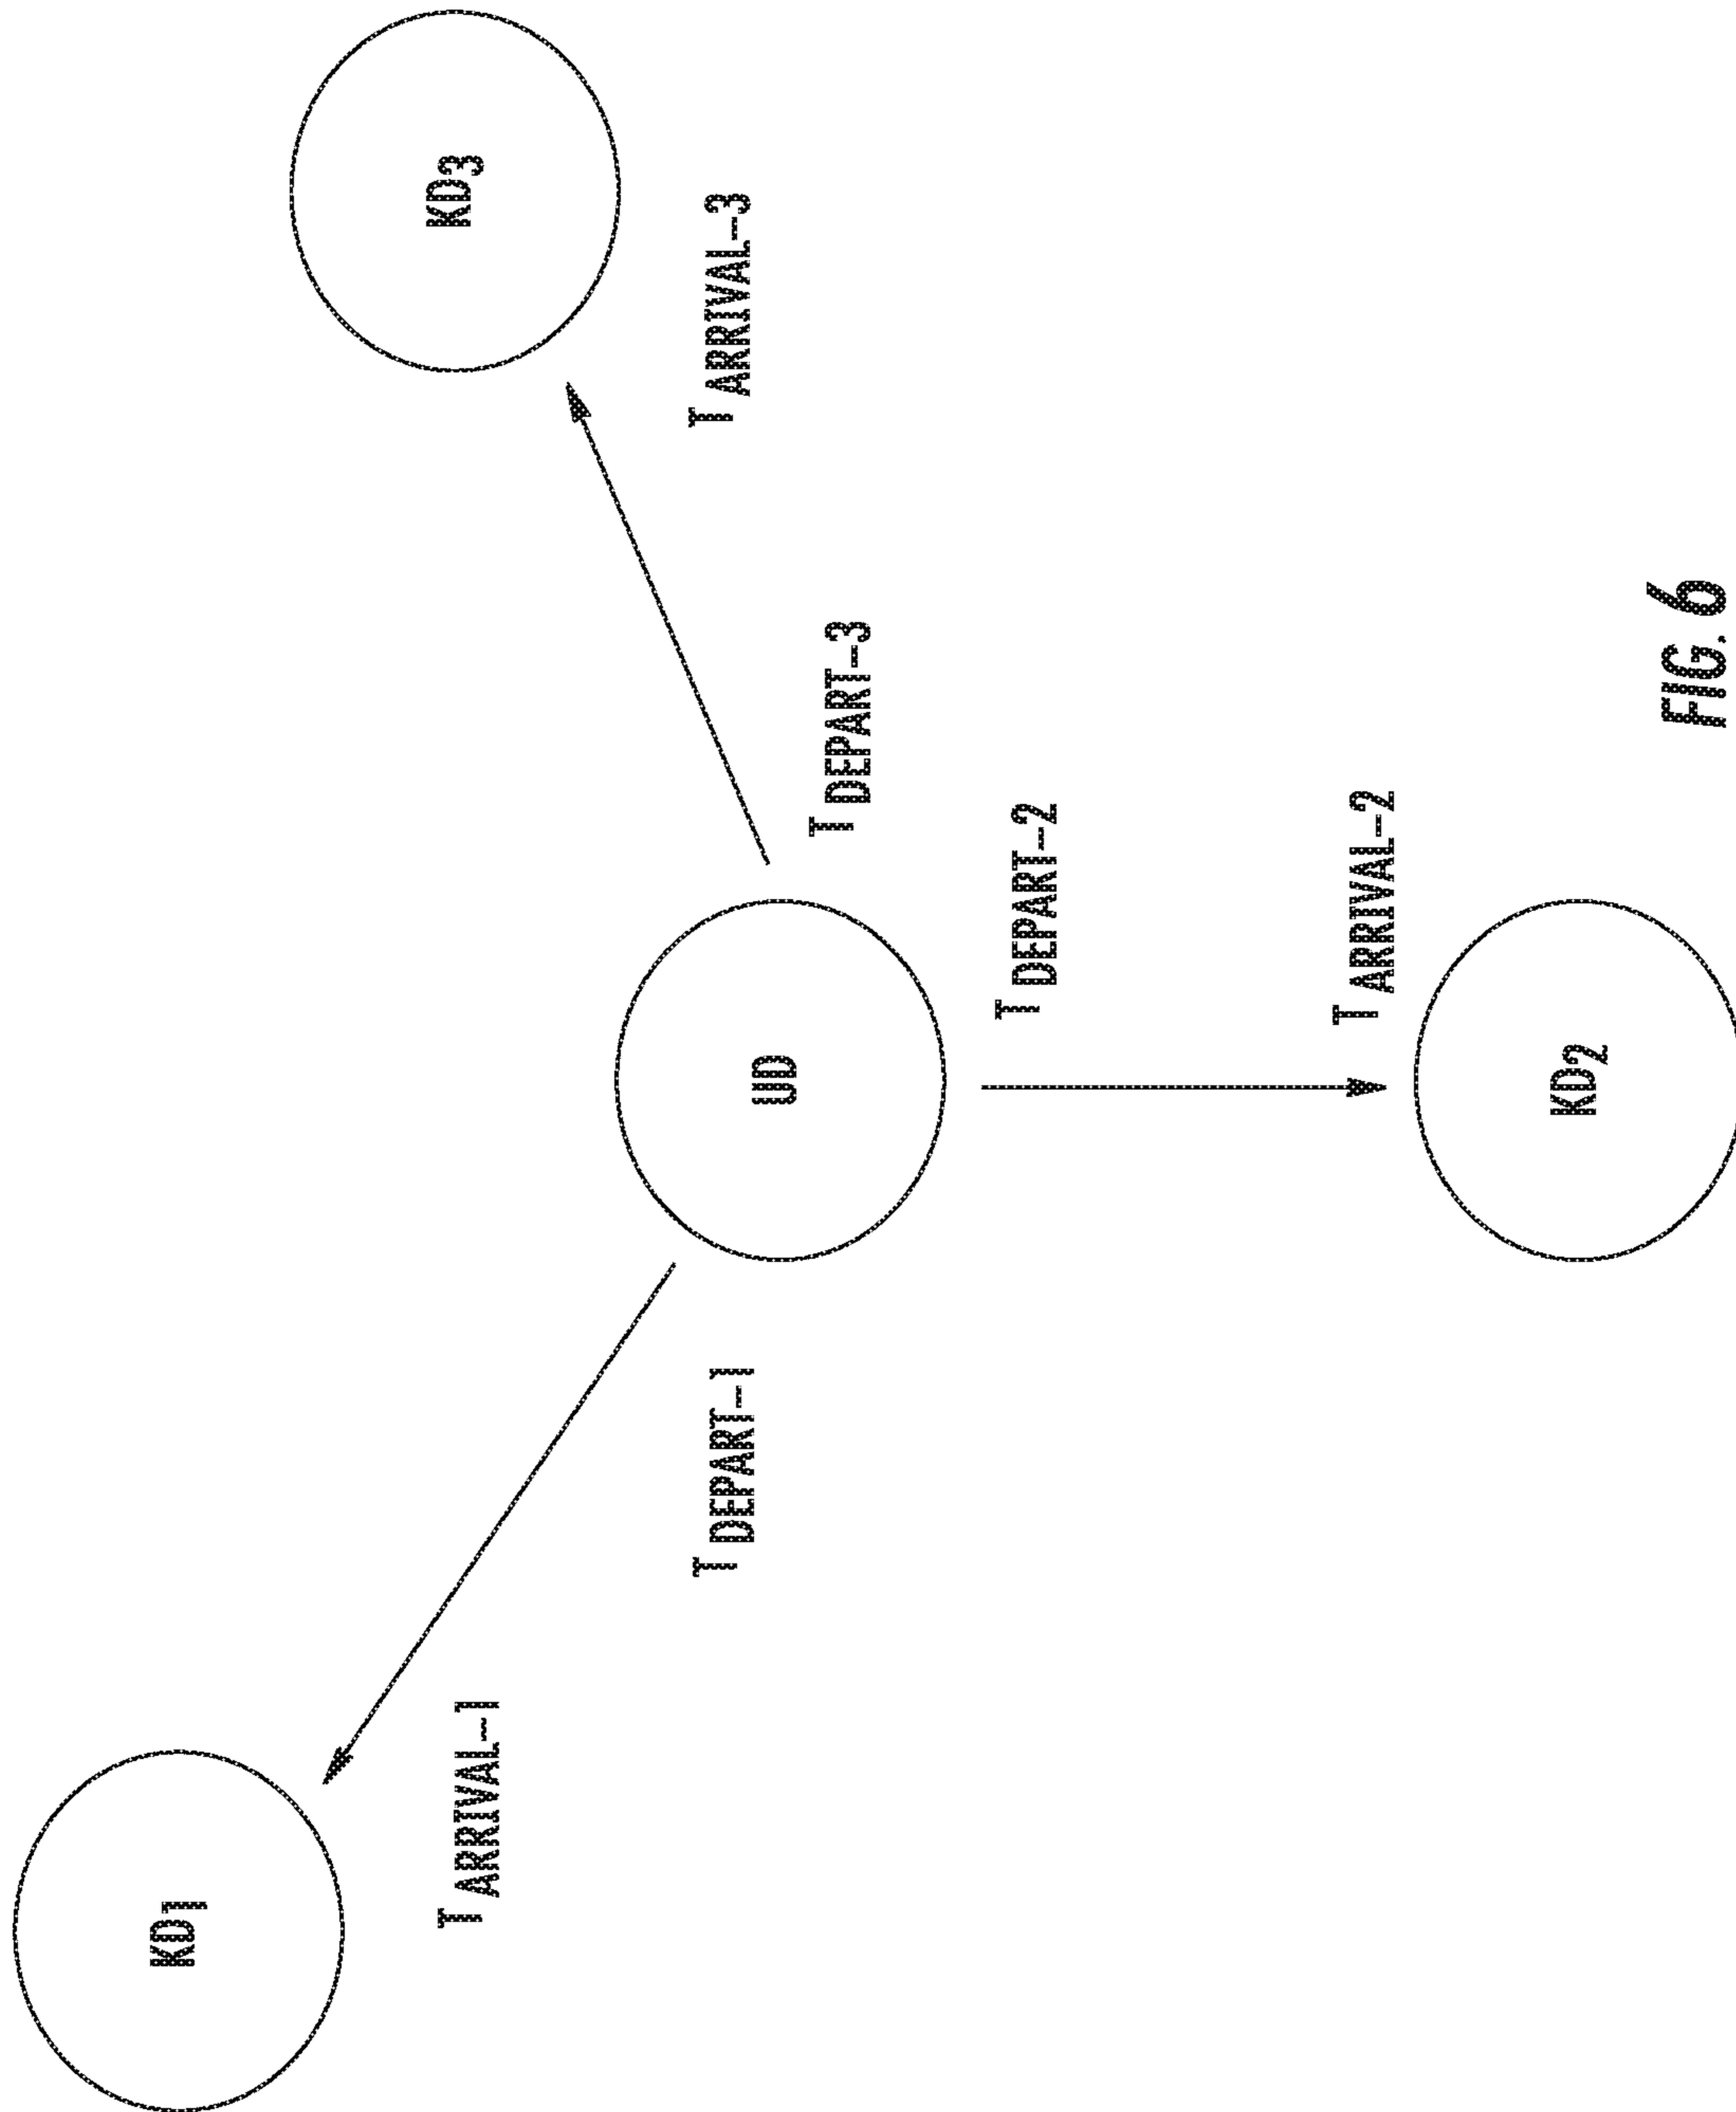 KD1
KD3
T ARRIVAL-1
T ARRIVAL-3
T DEPART-1
UD
T DEPART-3
T DEPART-2
T ARRIVAL-2
KD2
FIG. 6